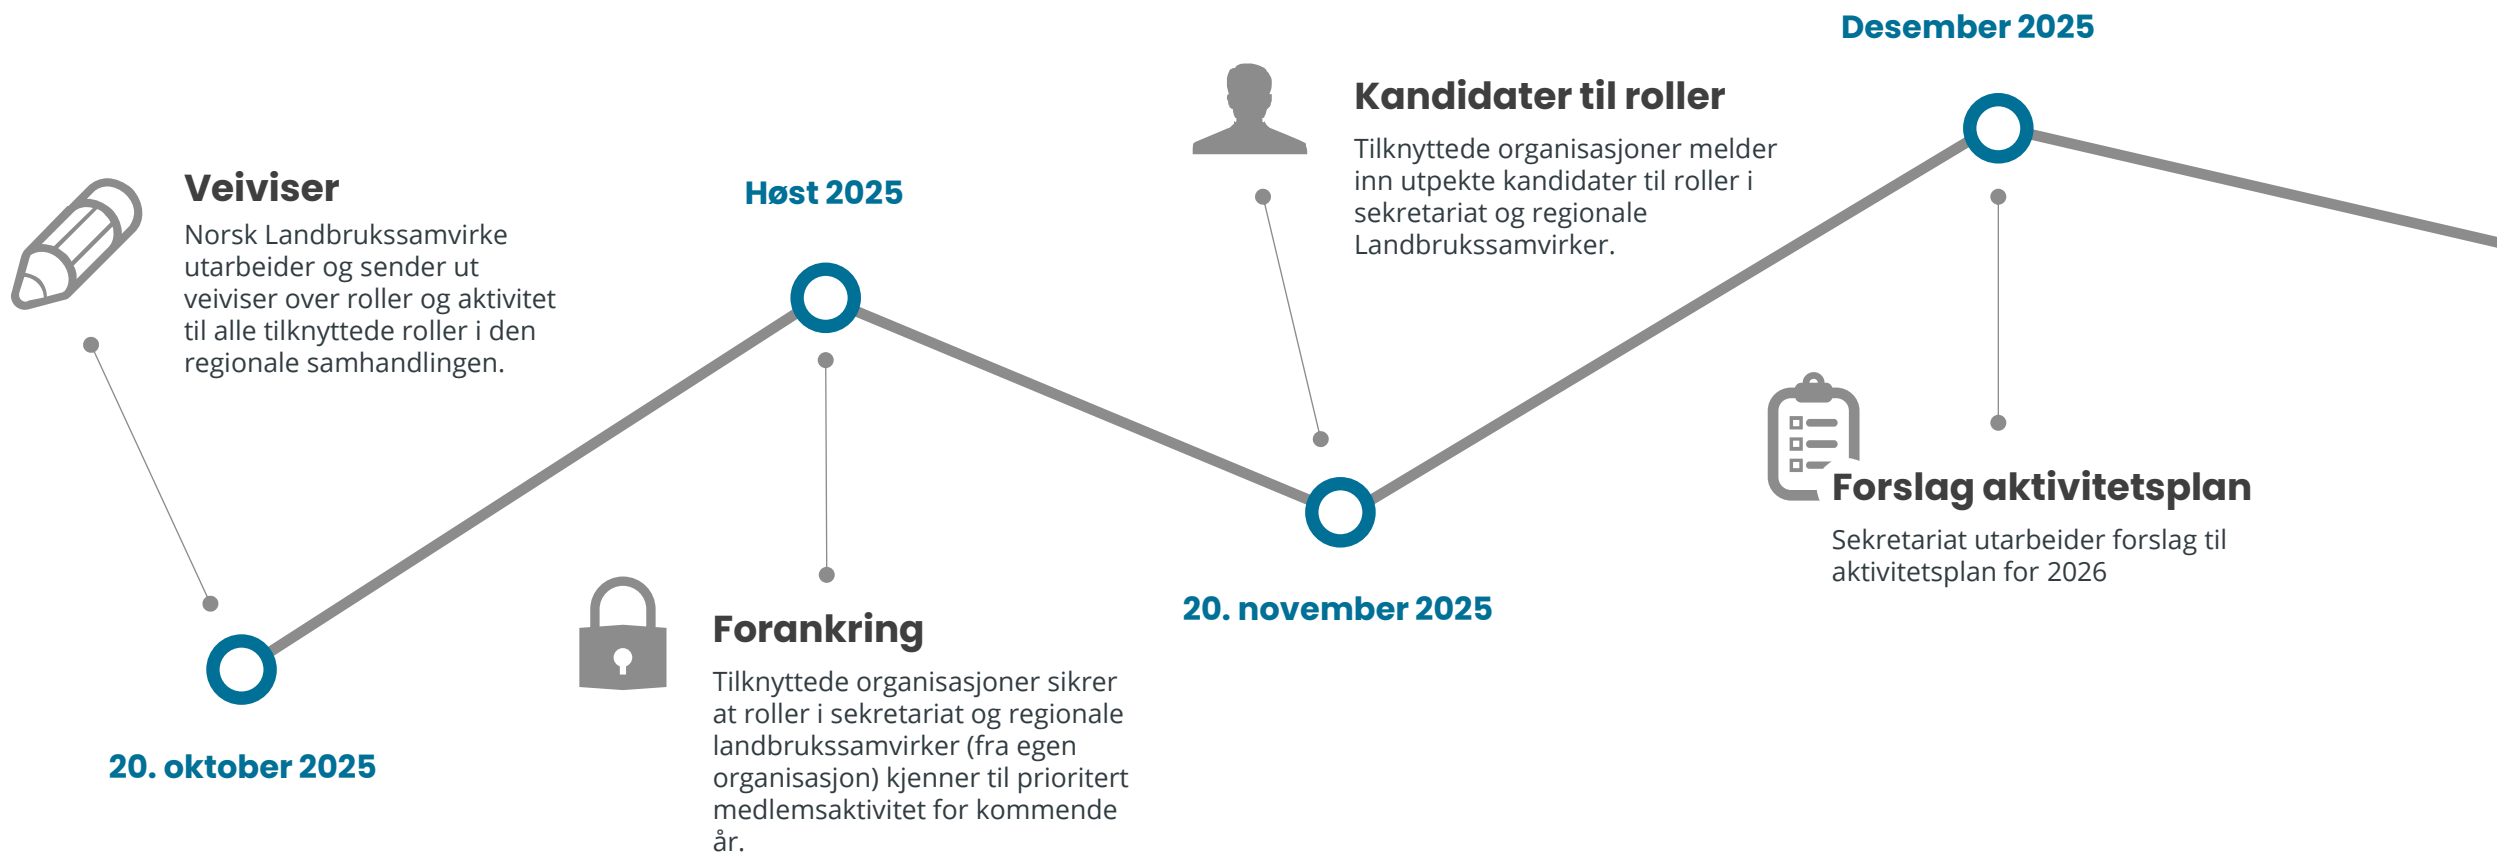 Veiviser
Norsk Landbrukssamvirke
utarbeider og sender ut
veiviser over roller og aktivitet
til alle tilknyttede roller i den
regionale samhandlingen.
20. oktober 2025
Høst 2025
Forankring
Tilknyttede organisasjoner sikrer
at roller i sekretariat og regionale
landbrukssamvirker (fra egen
organisasjon) kjenner til prioritert
medlemsaktivitet for kommende
år.
Kandidater til roller
Tilknyttede organisasjoner melder
inn utpekte kandidater til roller i
sekretariat og regionale
Landbrukssamvirker.
20. november 2025
Desember 2025
Forslag aktivitetsplan
Sekretariat utarbeider forslag til
aktivitetsplan for 2026